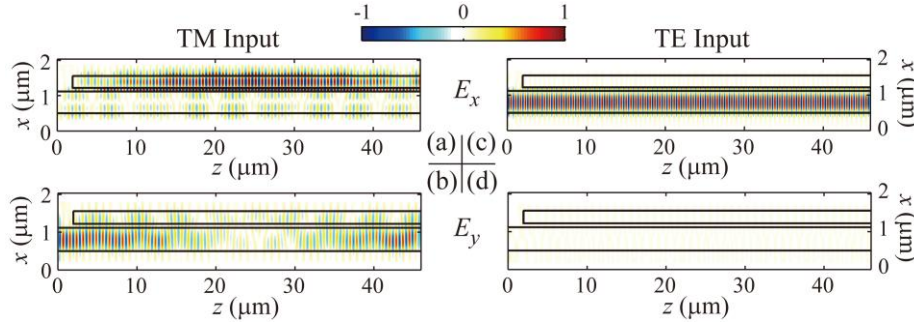 -1 0 1
TM Input TE Input
x (μm) 2 1 0 Eₓ 2 1 0 x (μm)
0 10 20 30 40 0 10 20 30 40
z (μm) (a) (c) z (μm)
(b) (d)
x (μm) 2 1 0 E_y 2 1 0 x (μm)
0 10 20 30 40 0 10 20 30 40
z (μm) z (μm)